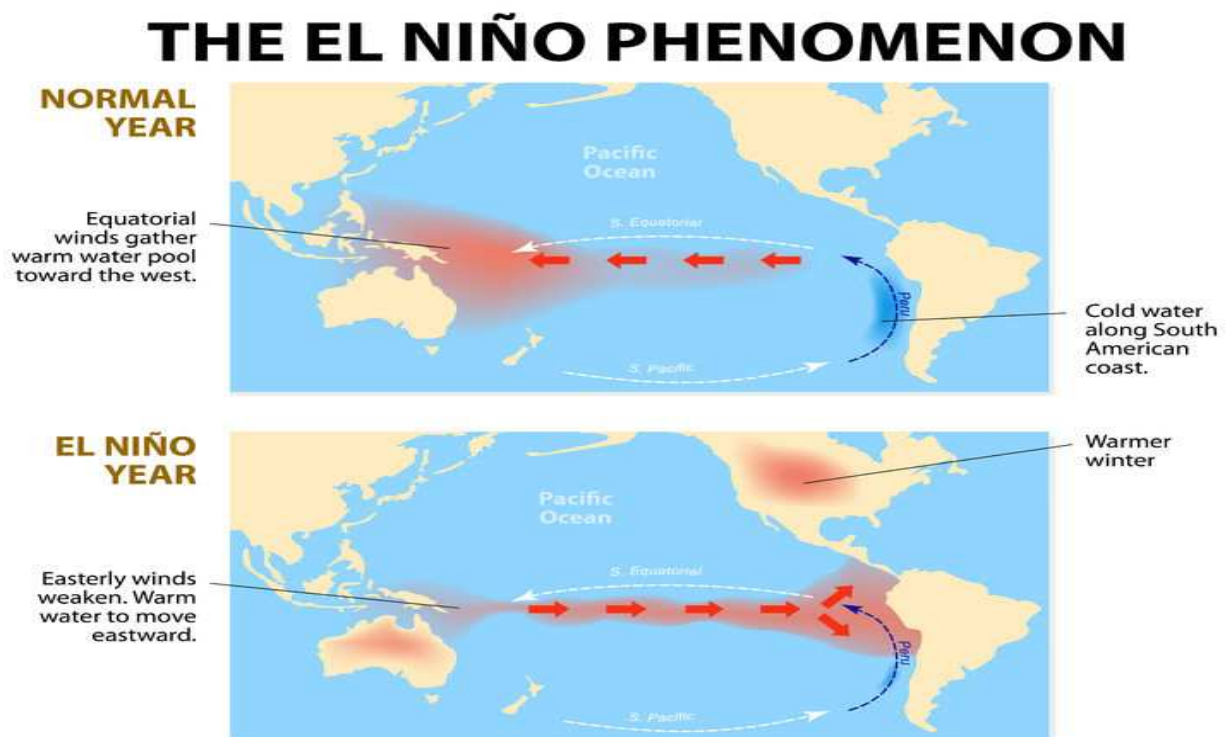 THE EL NIÑO PHENOMENON
NORMAL
YEAR
Pacific
Ocean
Equatorial
winds gather
warm water pool
toward the west.
S. Equatorial
Peru
Cold water
along South
American
coast.
S. Pacific
EL NIÑO
YEAR
Warmer
winter
Pacific
Ocean
Easterly winds
weaken. Warm
water to move
eastward.
S. Equatorial
Peru
S. Pacific